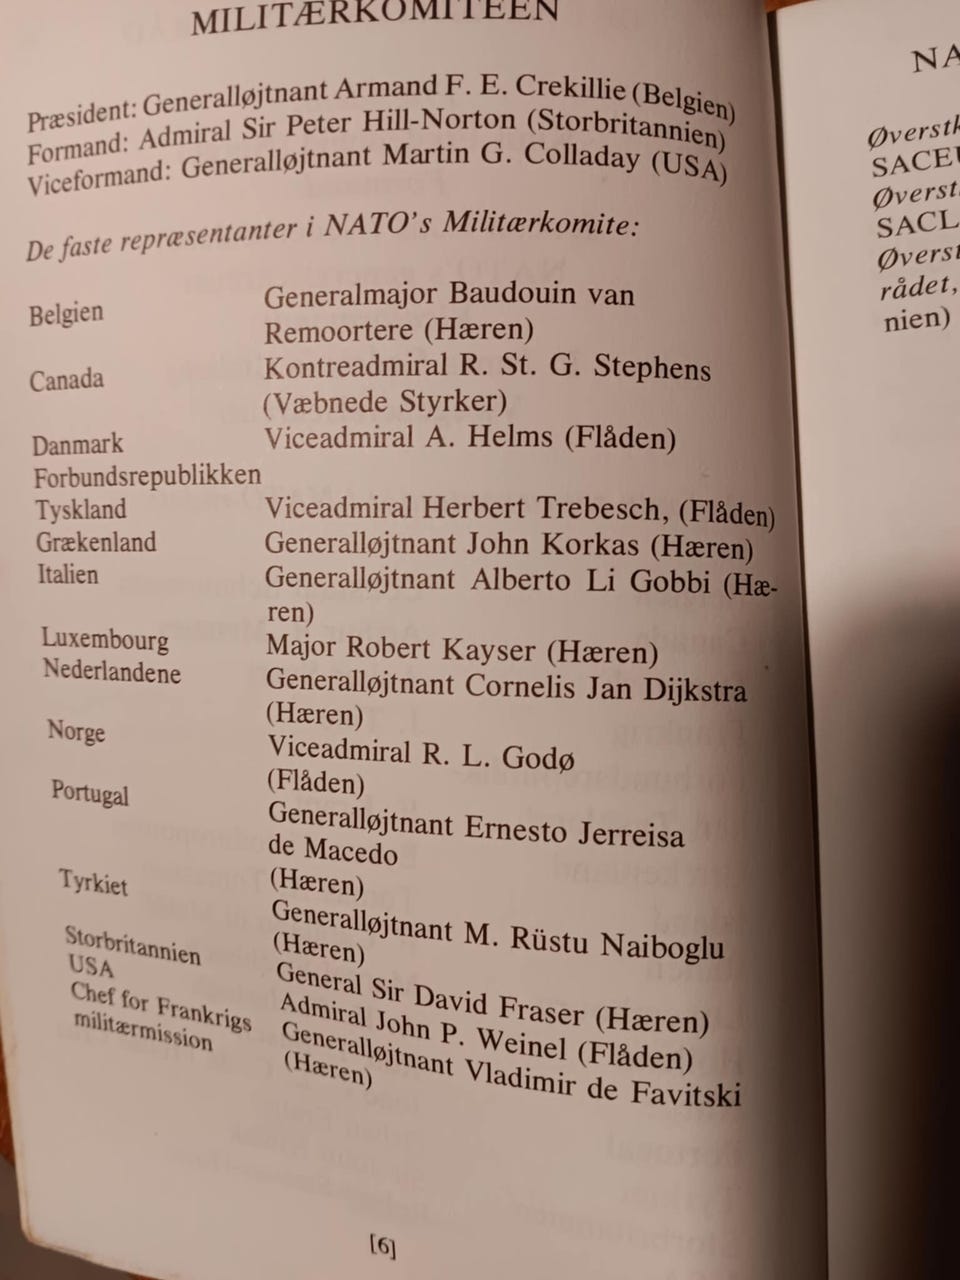 MILITÆRKOMITEEN
Præsident: Generalløjtnant Armand F. E. Crekillie (Belgien)
Formand: Admiral Sir Peter Hill-Norton (Storbritannien)
Viceformand: Generalløjtnant Martin G. Colladay (USA)
De faste repræsentanter i NATO's Militærkomite:
Belgien Generalmajor Baudouin van
Remoortere (Hæren)
Canada Kontreadmiral R. St. G. Stephens
(Væbnede Styrker)
Danmark Viceadmiral A. Helms (Flåden)
Forbundsrepublikken
Tyskland Viceadmiral Herbert Trebesch, (Flåden)
Grækenland Generalløjtnant John Korkas (Hæren)
Italien Generalløjtnant Alberto Li Gobbi (Hæ-
ren)
Luxembourg Major Robert Kayser (Hæren)
Nederlandene Generalløjtnant Cornelis Jan Dijkstra
(Hæren)
Norge Viceadmiral R. L. Godø
(Flåden)
Portugal Generalløjtnant Ernesto Jerreisa
de Macedo
(Hæren)
Tyrkiet Generalløjtnant M. Rüstu Naiboglu
(Hæren)
Storbritannien General Sir David Fraser (Hæren)
USA Admiral John P. Weinel (Flåden)
Chef for Frankrigs Generalløjtnant Vladimir de Favitski
militærmission (Hæren)
[6]
NA
Øverstk
SACEU
Øverst
SACL
Øverst
rådet,
nien)